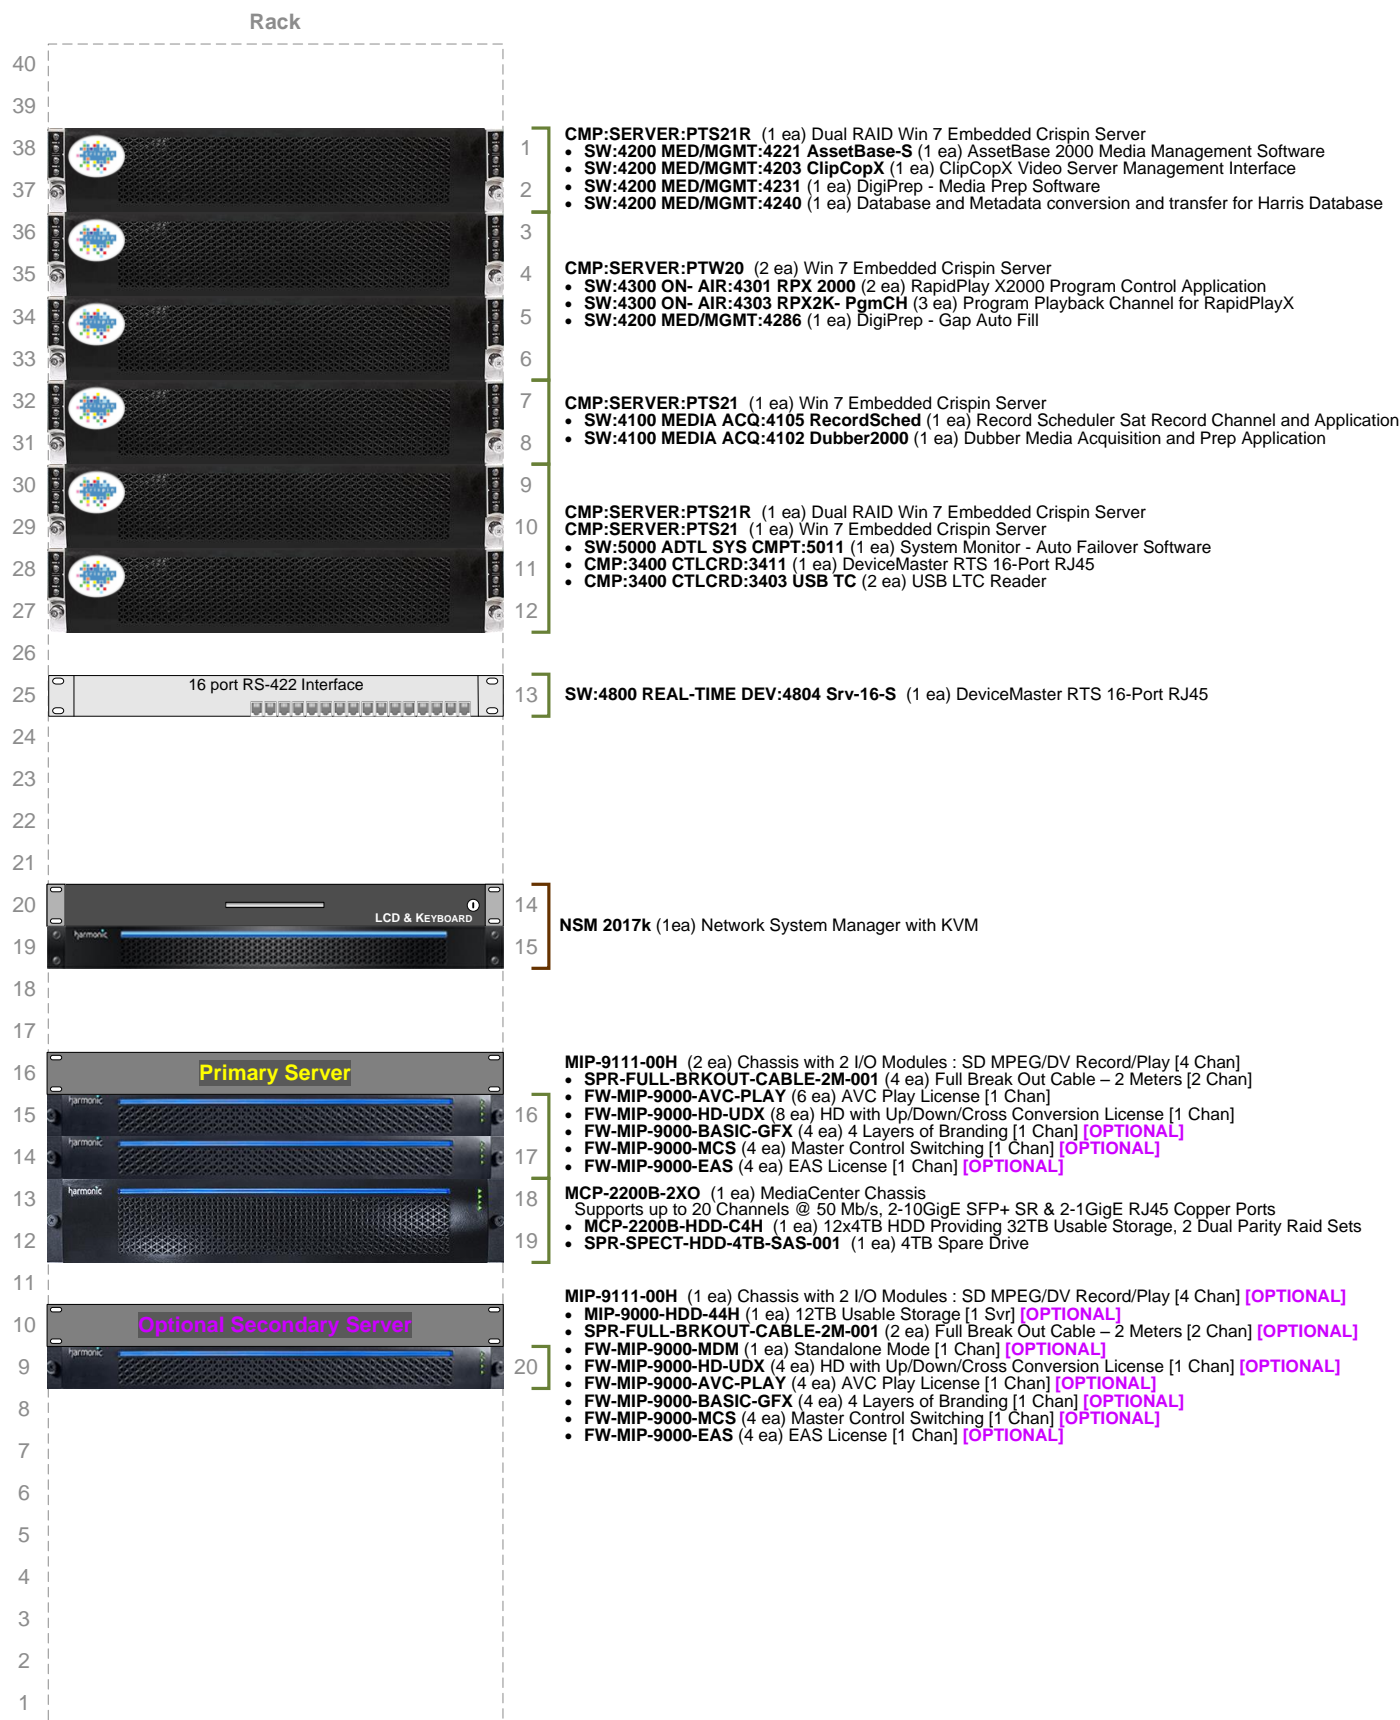 Rack
40
39
38
1
CMP:SERVER:PTS21R (1 ea) Dual RAID Win 7 Embedded Crispin Server
• SW:4200 MED/MGMT:4221 AssetBase-S (1 ea) AssetBase 2000 Media Management Software
• SW:4200 MED/MGMT:4203 ClipCopX (1 ea) ClipCopX Video Server Management Interface
37
2
• SW:4200 MED/MGMT:4231 (1 ea) DigiPrep - Media Prep Software
• SW:4200 MED/MGMT:4240 (1 ea) Database and Metadata conversion and transfer for Harris Database
36
3
35
4
CMP:SERVER:PTW20 (2 ea) Win 7 Embedded Crispin Server
• SW:4300 ON- AIR:4301 RPX 2000 (2 ea) RapidPlay X2000 Program Control Application
• SW:4300 ON- AIR:4303 RPX2K- PgmCH (3 ea) Program Playback Channel for RapidPlayX
34
5
• SW:4200 MED/MGMT:4286 (1 ea) DigiPrep - Gap Auto Fill
33
6
32
7
CMP:SERVER:PTS21 (1 ea) Win 7 Embedded Crispin Server
• SW:4100 MEDIA ACQ:4105 RecordSched (1 ea) Record Scheduler Sat Record Channel and Application
31
8
• SW:4100 MEDIA ACQ:4102 Dubber2000 (1 ea) Dubber Media Acquisition and Prep Application
30
9
CMP:SERVER:PTS21R (1 ea) Dual RAID Win 7 Embedded Crispin Server
29
10
CMP:SERVER:PTS21 (1 ea) Win 7 Embedded Crispin Server
• SW:5000 ADTL SYS CMPT:5011 (1 ea) System Monitor - Auto Failover Software
28
11
• CMP:3400 CTLCRD:3411 (1 ea) DeviceMaster RTS 16-Port RJ45
• CMP:3400 CTLCRD:3403 USB TC (2 ea) USB LTC Reader
27
12
26
16 port RS-422 Interface
25
13
SW:4800 REAL-TIME DEV:4804 Srv-16-S (1 ea) DeviceMaster RTS 16-Port RJ45
24
23
22
21
20
LCD & KEYBOARD
14
NSM 2017k (1ea) Network System Manager with KVM
harmonic
19
15
18
17
16
Primary Server
MIP-9111-00H (2 ea) Chassis with 2 I/O Modules : SD MPEG/DV Record/Play [4 Chan]
• SPR-FULL-BRKOUT-CABLE-2M-001 (4 ea) Full Break Out Cable – 2 Meters [2 Chan]
• FW-MIP-9000-AVC-PLAY (6 ea) AVC Play License [1 Chan]
harmonic
15
16
• FW-MIP-9000-HD-UDX (8 ea) HD with Up/Down/Cross Conversion License [1 Chan]
• FW-MIP-9000-BASIC-GFX (4 ea) 4 Layers of Branding [1 Chan] [OPTIONAL]
harmonic
14
17
• FW-MIP-9000-MCS (4 ea) Master Control Switching [1 Chan] [OPTIONAL]
• FW-MIP-9000-EAS (4 ea) EAS License [1 Chan] [OPTIONAL]
harmonic
13
18
MCP-2200B-2XO (1 ea) MediaCenter Chassis
Supports up to 20 Channels @ 50 Mb/s, 2-10GigE SFP+ SR & 2-1GigE RJ45 Copper Ports
• MCP-2200B-HDD-C4H (1 ea) 12x4TB HDD Providing 32TB Usable Storage, 2 Dual Parity Raid Sets
12
19
• SPR-SPECT-HDD-4TB-SAS-001 (1 ea) 4TB Spare Drive
11
MIP-9111-00H (1 ea) Chassis with 2 I/O Modules : SD MPEG/DV Record/Play [4 Chan] [OPTIONAL]
• MIP-9000-HDD-44H (1 ea) 12TB Usable Storage [1 Svr] [OPTIONAL]
10
Optional Secondary Server
• SPR-FULL-BRKOUT-CABLE-2M-001 (2 ea) Full Break Out Cable – 2 Meters [2 Chan] [OPTIONAL]
• FW-MIP-9000-MDM (1 ea) Standalone Mode [1 Chan] [OPTIONAL]
harmonic
9
20
• FW-MIP-9000-HD-UDX (4 ea) HD with Up/Down/Cross Conversion License [1 Chan] [OPTIONAL]
• FW-MIP-9000-AVC-PLAY (4 ea) AVC Play License [1 Chan] [OPTIONAL]
• FW-MIP-9000-BASIC-GFX (4 ea) 4 Layers of Branding [1 Chan] [OPTIONAL]
8
• FW-MIP-9000-MCS (4 ea) Master Control Switching [1 Chan] [OPTIONAL]
• FW-MIP-9000-EAS (4 ea) EAS License [1 Chan] [OPTIONAL]
7
6
5
4
3
2
1